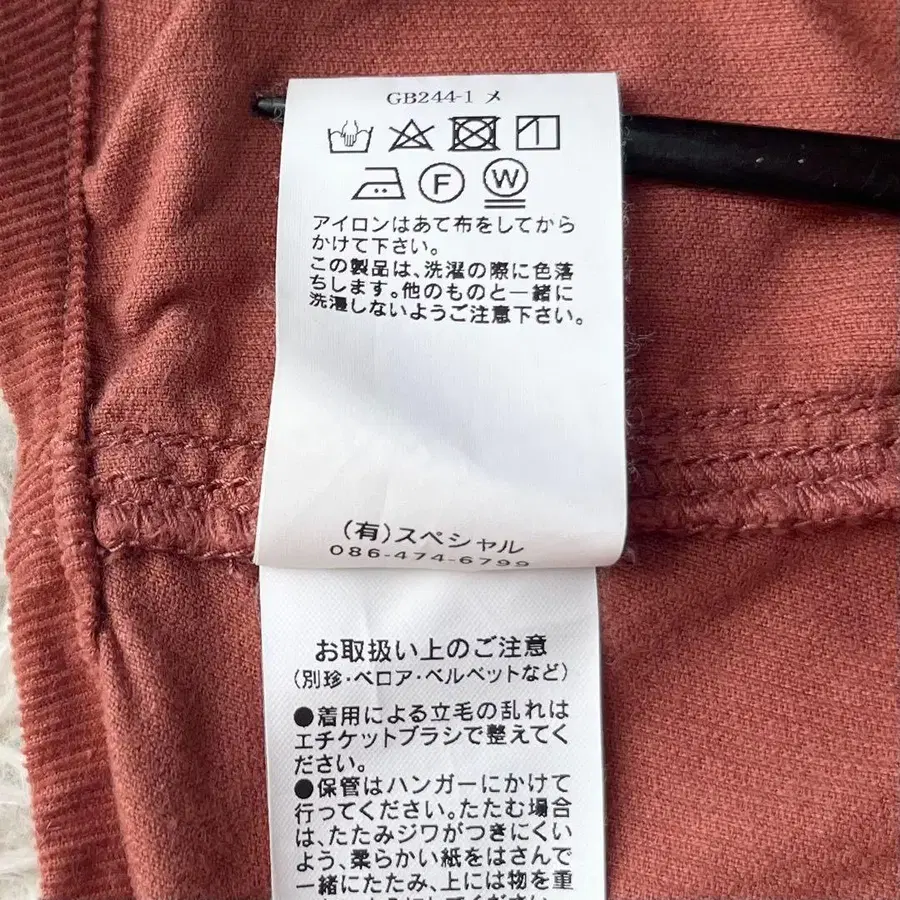 GB244-1 メ
F W
アイロンはあて布をしてから
かけて下さい。
この製品は、洗濯の際に色落
ちします。他のものと一緒に
洗濯しないようご注意下さい。
(有)スペシャル
086-474-6799
お取扱い上のご注意
(別珍・ベロア・ベルベットなど)
●着用による立毛の乱れは
エチケットブラシで整えてく
ださい。
●保管はハンガーにかけて
行ってください。たたむ場合
は、たたみジワがつきにくい
よう、柔らかい紙をはさんで
一緒にたたみ、上には物を重